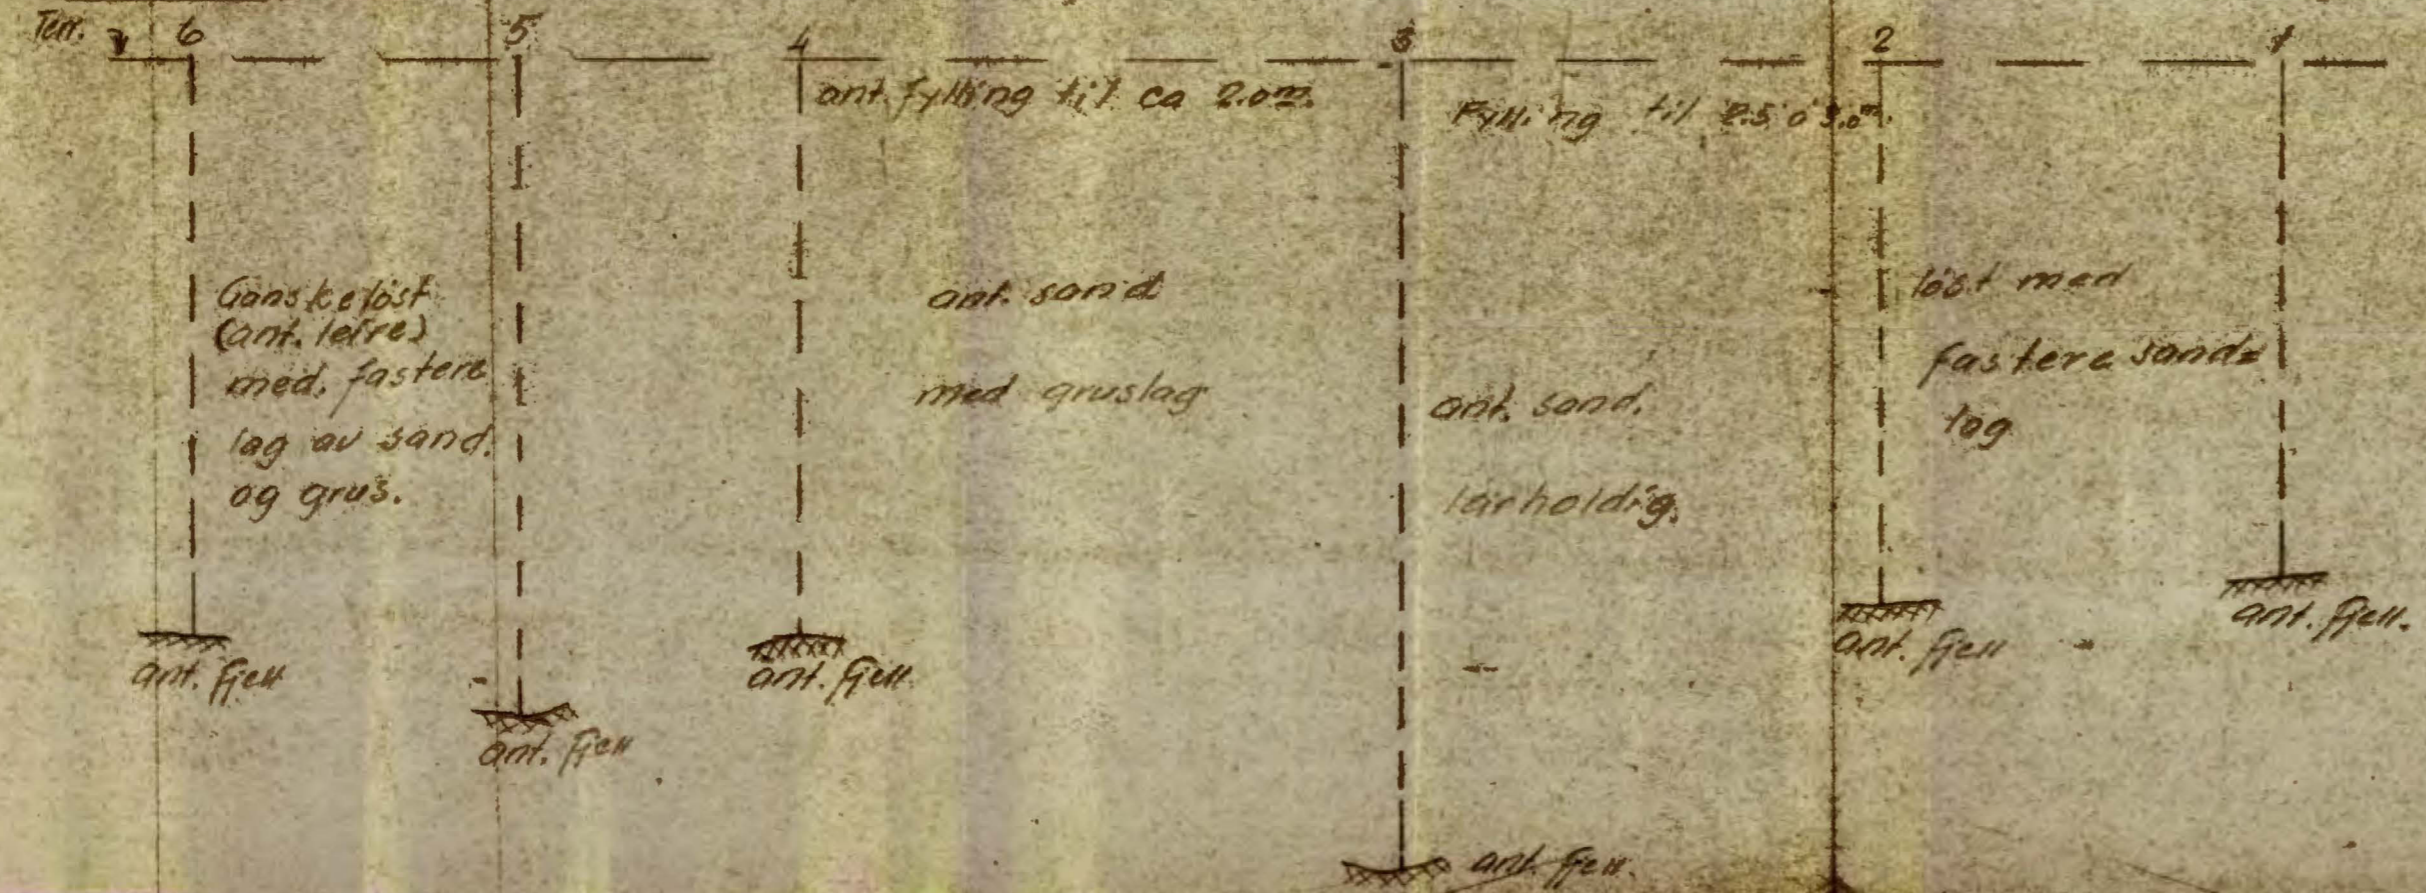 Terr.
6
5
4
3
2
1
ant. fylling til ca 2.0m.
Fylling til 2.5 á 3.0m.
Ganske løst
(ant. leire)
med. fastere
lag av sand.
og grus.
ant. sand
med gruslag
ant. sand.
leirholdig.
løst med
fastere sand=
lag
ant. fjell
ant. fjell
ant. fjell
ant. fjell.
ant. fjell
ant. fjell.